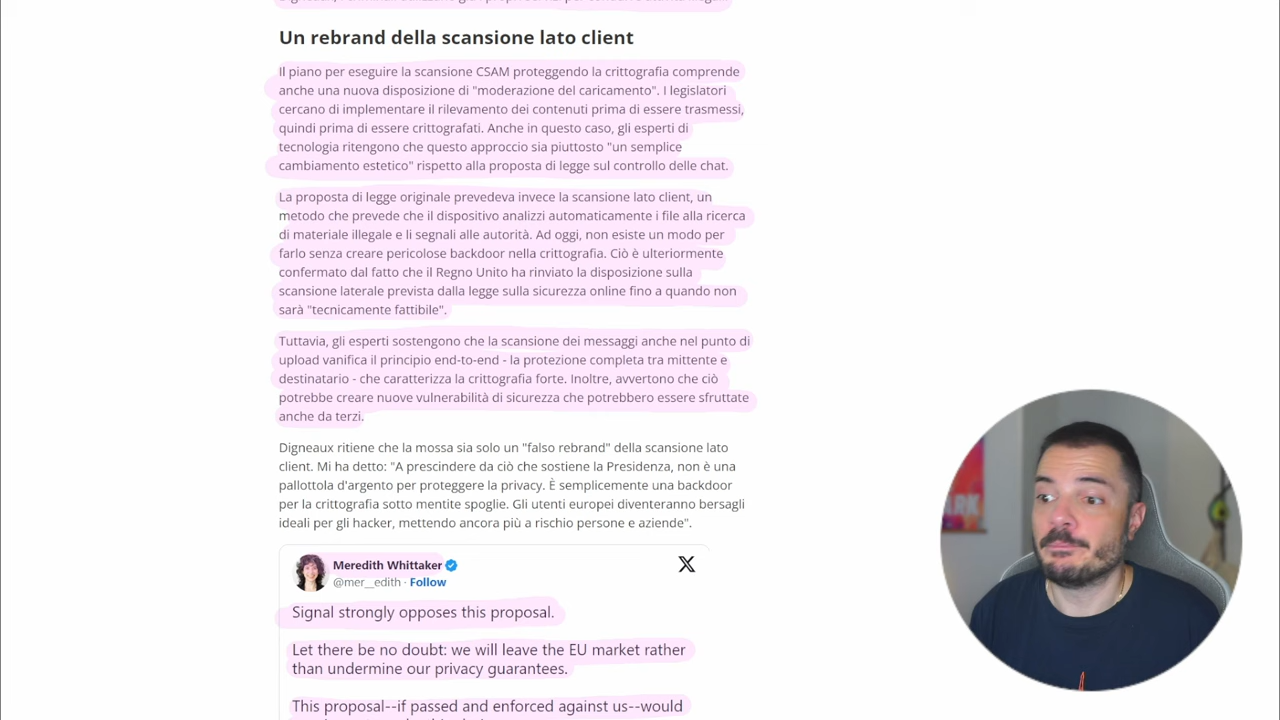 Un rebrand della scansione lato client
Il piano per eseguire la scansione CSAM proteggendo la crittografia comprende
anche una nuova disposizione di "moderazione del caricamento". I legislatori
cercano di implementare il rilevamento dei contenuti prima di essere trasmessi,
quindi prima di essere crittografati. Anche in questo caso, gli esperti di
tecnologia ritengono che questo approccio sia piuttosto "un semplice
cambiamento estetico" rispetto alla proposta di legge sul controllo delle chat.
La proposta di legge originale prevedeva invece la scansione lato client, un
metodo che prevede che il dispositivo analizzi automaticamente i file alla ricerca
di materiale illegale e li segnali alle autorità. Ad oggi, non esiste un modo per
farlo senza creare pericolose backdoor nella crittografia. Ciò è ulteriormente
confermato dal fatto che il Regno Unito ha rinviato la disposizione sulla
scansione laterale prevista dalla legge sulla sicurezza online fino a quando non
sarà "tecnicamente fattibile".
Tuttavia, gli esperti sostengono che la scansione dei messaggi anche nel punto di
upload vanifica il principio end-to-end - la protezione completa tra mittente e
destinatario - che caratterizza la crittografia forte. Inoltre, avvertono che ciò
potrebbe creare nuove vulnerabilità di sicurezza che potrebbero essere sfruttate
anche da terzi.
Digneaux ritiene che la mossa sia solo un "falso rebrand" della scansione lato
client. Mi ha detto: "A prescindere da ciò che sostiene la Presidenza, non è una
pallottola d'argento per proteggere la privacy. È semplicemente una backdoor
per la crittografia sotto mentite spoglie. Gli utenti europei diventeranno bersagli
ideali per gli hacker, mettendo ancora più a rischio persone e aziende".
Meredith Whittaker
@mer__edith · Follow
Signal strongly opposes this proposal.
Let there be no doubt: we will leave the EU market rather
than undermine our privacy guarantees.
This proposal--if passed and enforced against us--would